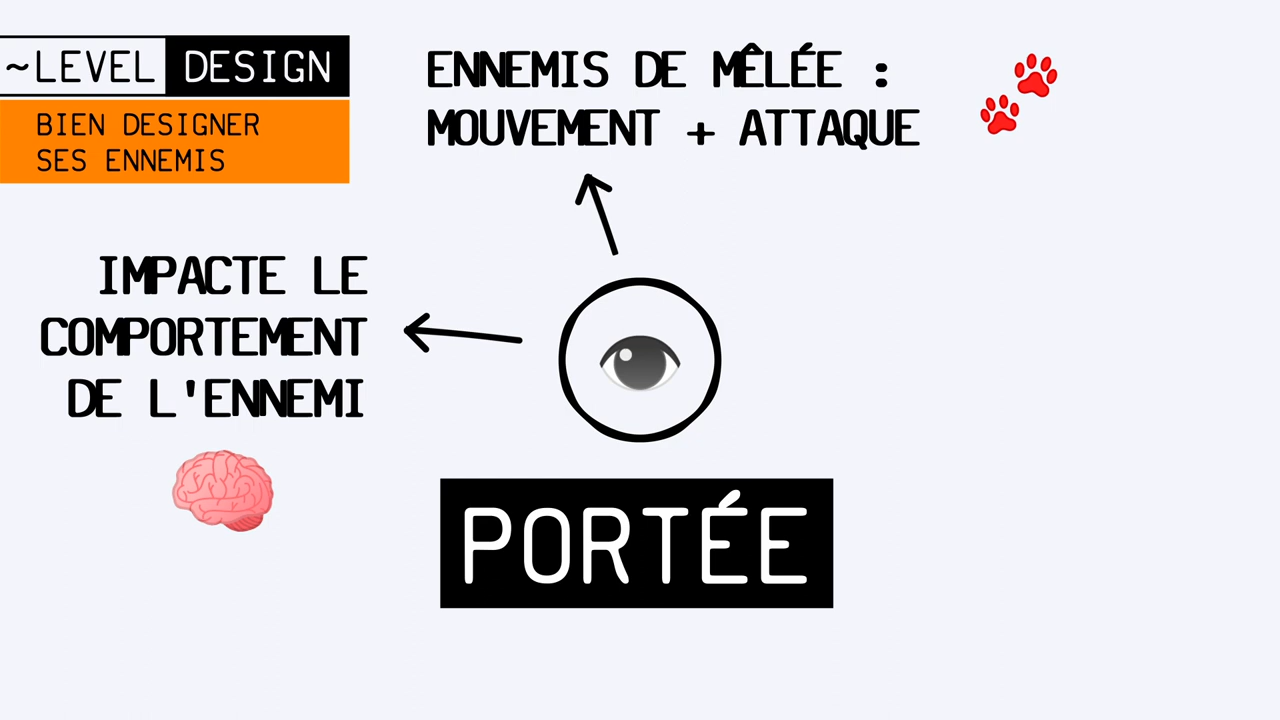 ~LEVEL DESIGN
BIEN DESIGNER
SES ENNEMIS
ENNEMIS DE MÊLÉE :
MOUVEMENT + ATTAQUE
IMPACTE LE
COMPORTEMENT
DE L'ENNEMI
PORTÉE